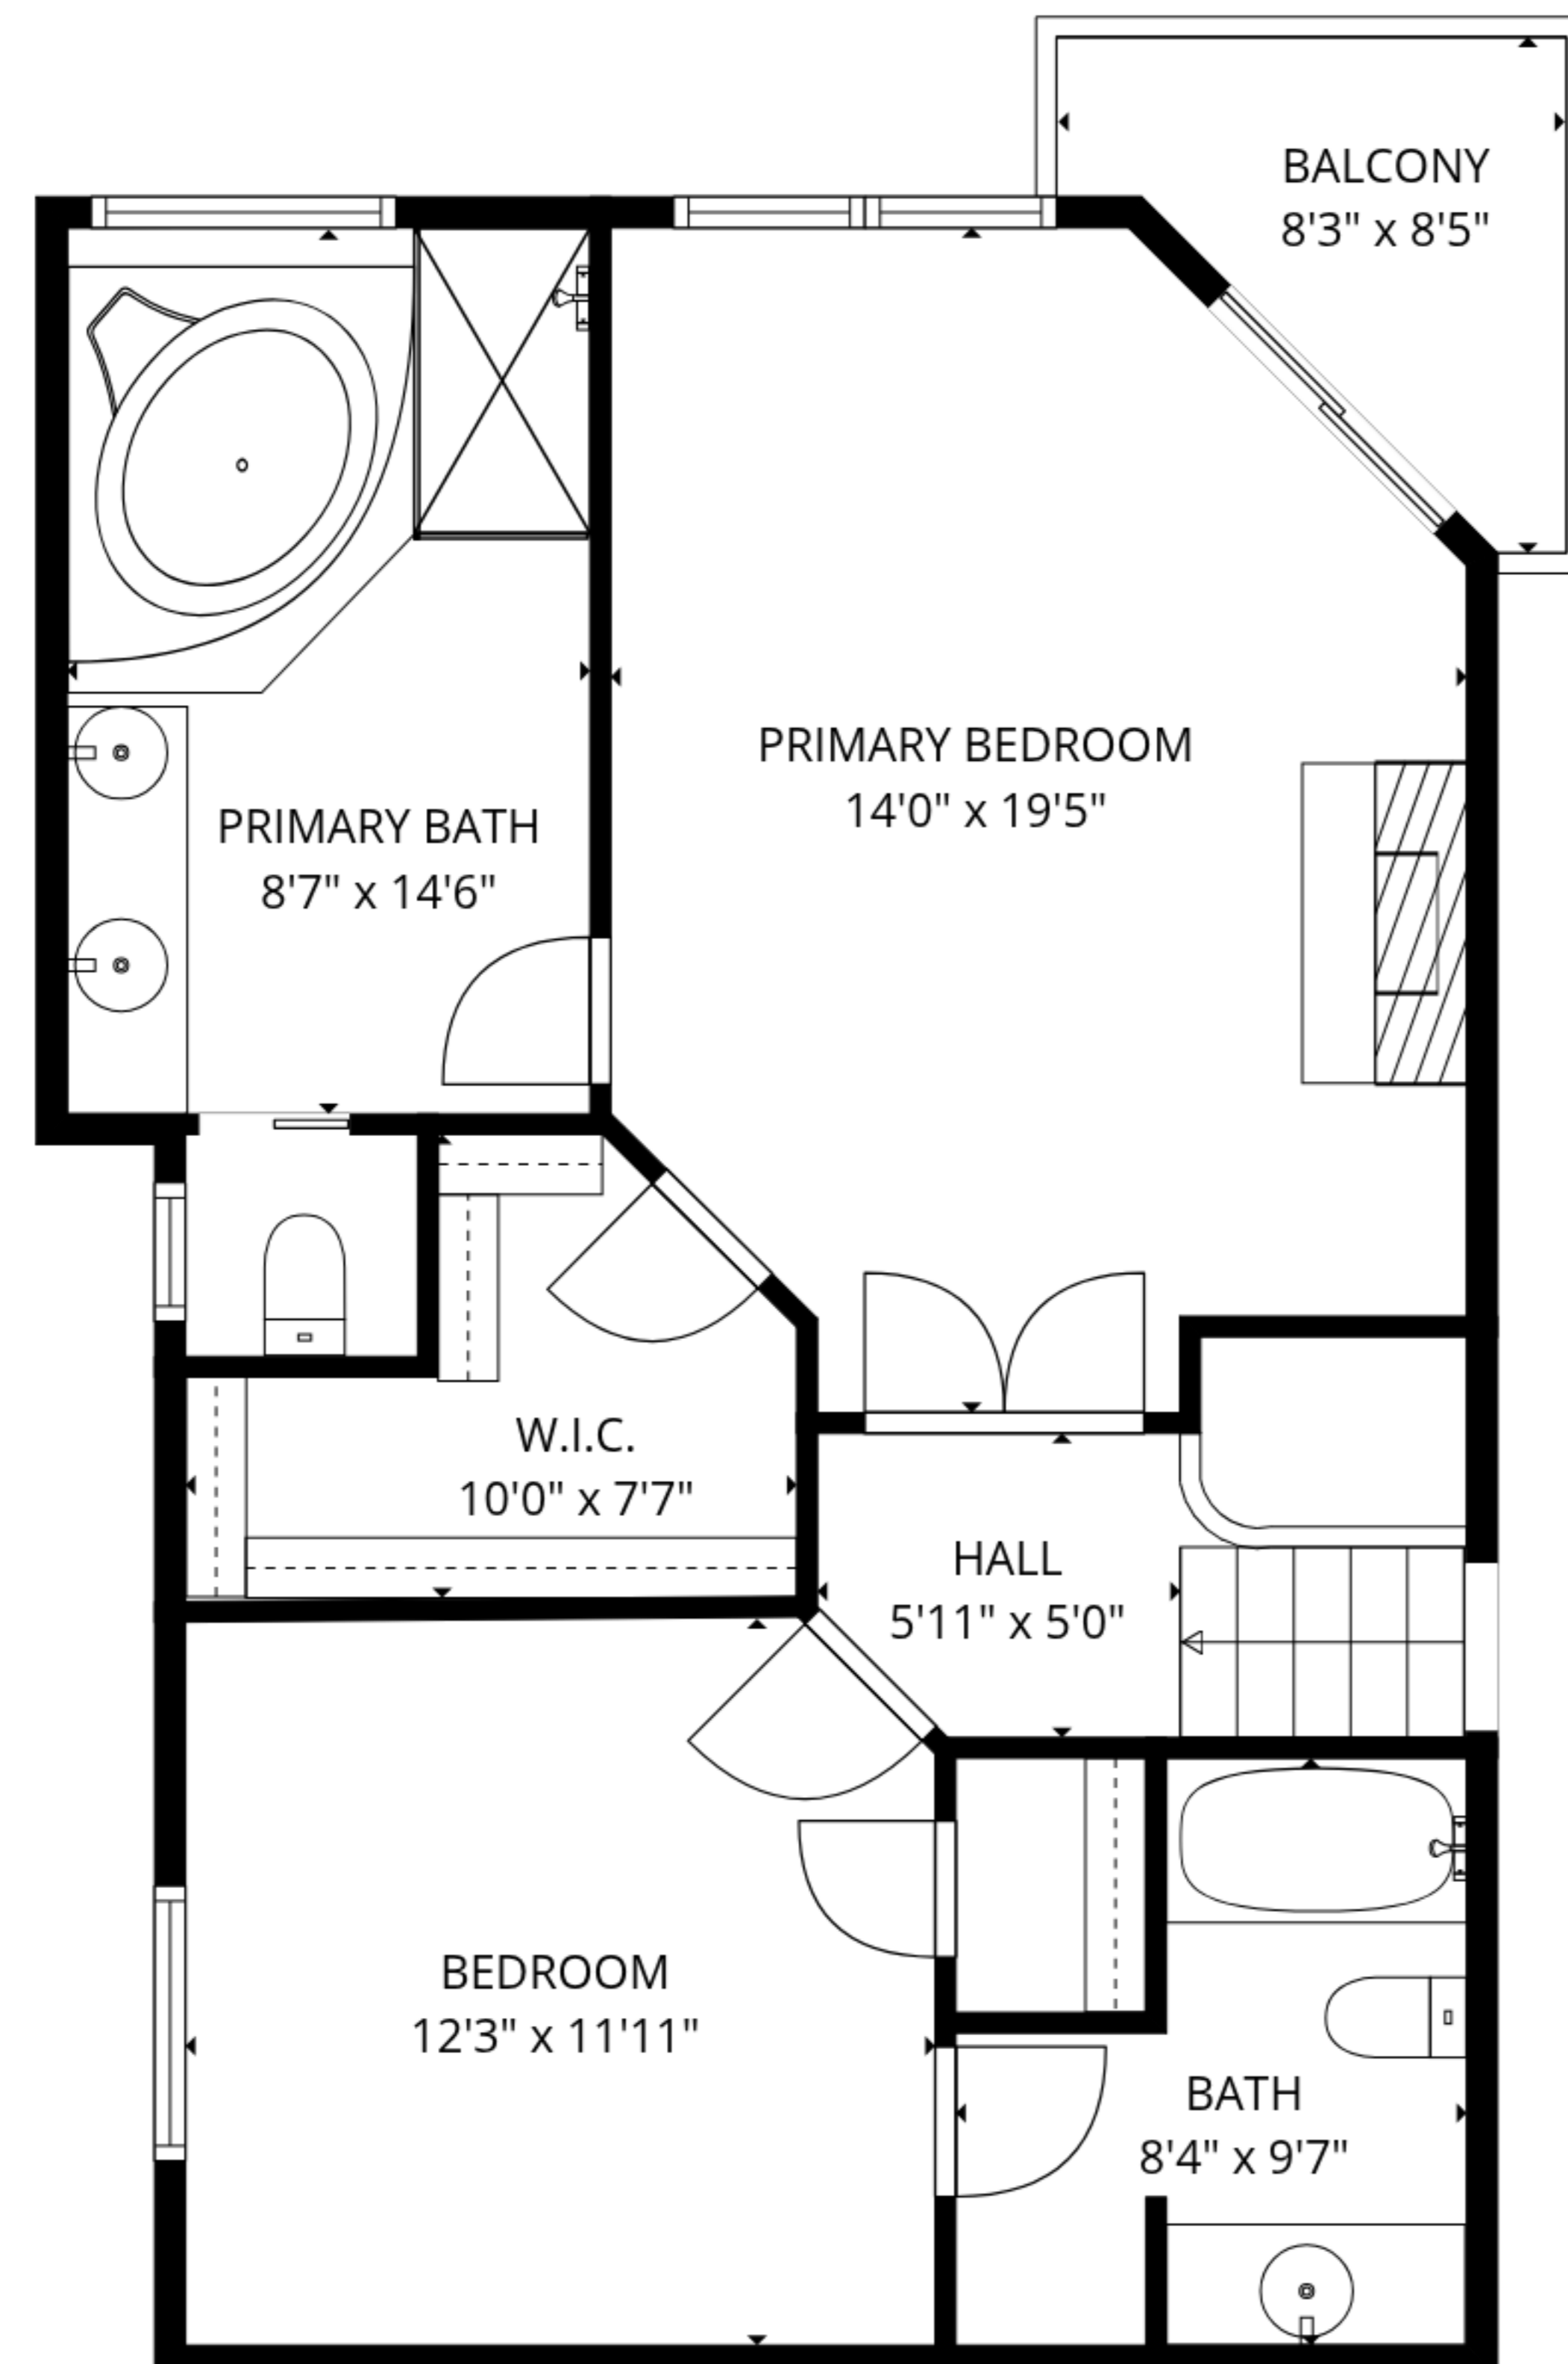 BALCONY
8'3" x 8'5"
PRIMARY BEDROOM
14'0" x 19'5"
PRIMARY BATH
8'7" x 14'6"
W.I.C.
10'0" x 7'7"
HALL
5'11" x 5'0"
BEDROOM
12'3" x 11'11"
BATH
8'4" x 9'7"